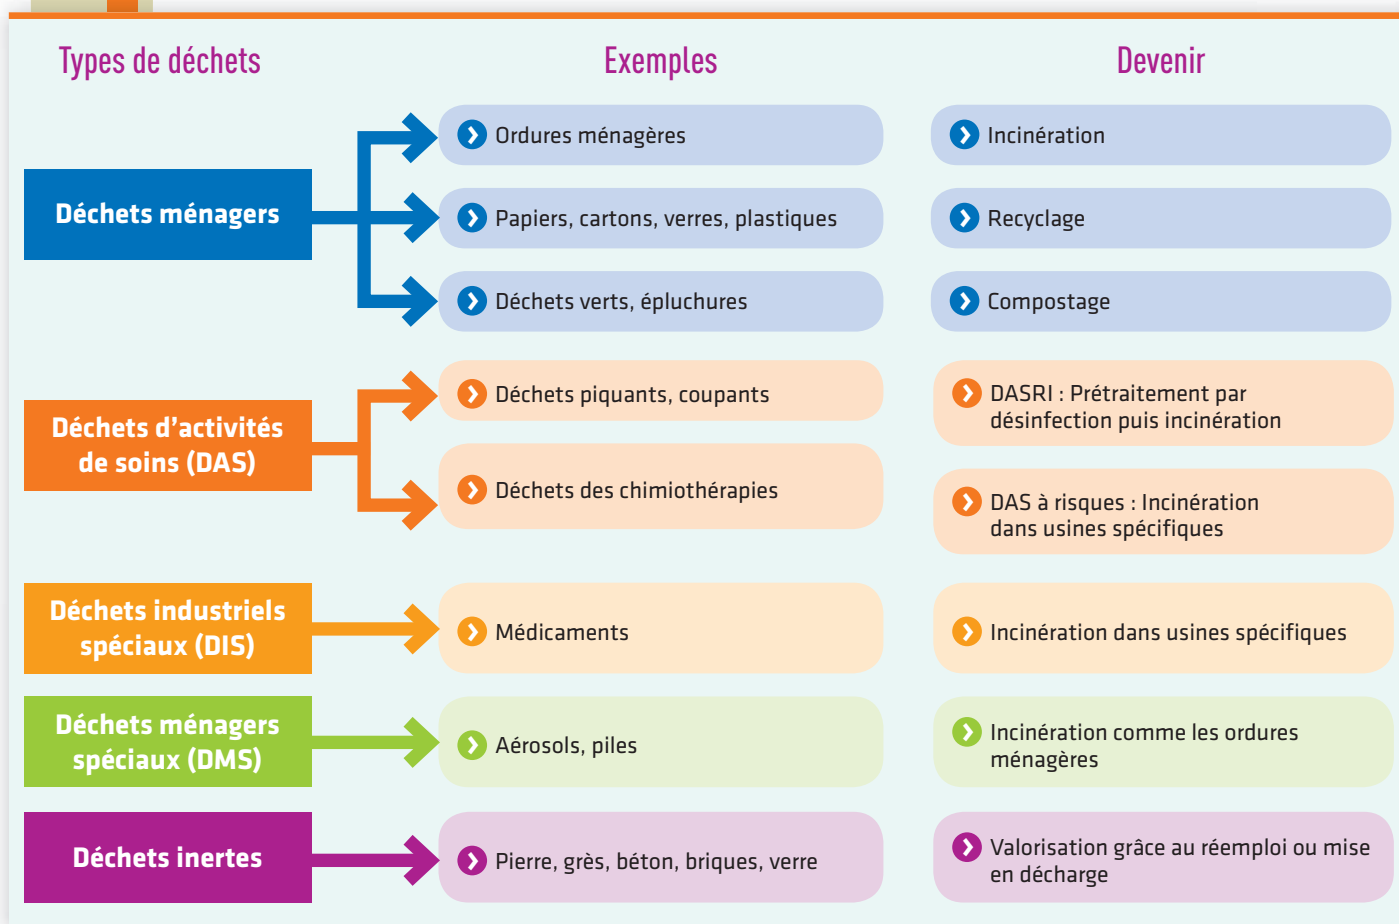 Types de déchets
Exemples
Devenir
Déchets ménagers
Ordures ménagères
Incinération
Papiers, cartons, verres, plastiques
Recyclage
Déchets verts, épluchures
Compostage
Déchets d'activités
de soins (DAS)
Déchets piquants, coupants
DASRI : Prétraitement par
désinfection puis incinération
Déchets des chimiothérapies
DAS à risques : Incinération
dans usines spécifiques
Déchets industriels
spéciaux (DIS)
Médicaments
Incinération dans usines spécifiques
Déchets ménagers
spéciaux (DMS)
Aérosols, piles
Incinération comme les ordures
ménagères
Déchets inertes
Pierre, grès, béton, briques, verre
Valorisation grâce au réemploi ou mise
en décharge